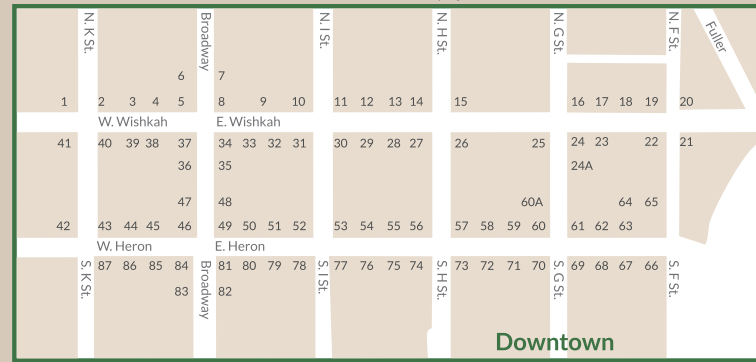 N. K St.
Broadway
N. I St.
N. H St.
N. G St.
N. F St.
Fuller
6 7
1 2 3 4 5 8 9 10 11 12 13 14 15 16 17 18 19 20
W. Wishkah E. Wishkah
41 40 39 38 37 34 33 32 31 30 29 28 27 26 25 24 23 22 21
36 35 24A
47 48 60A 64 65
42 43 44 45 46 49 50 51 52 53 54 55 56 57 58 59 60 61 62 63
W. Heron E. Heron
87 86 85 84 81 80 79 78 77 76 75 74 73 72 71 70 69 68 67 66
83 82
S. K St.
Broadway
S. I St.
S. H St.
S. G St.
S. F St.
Downtown